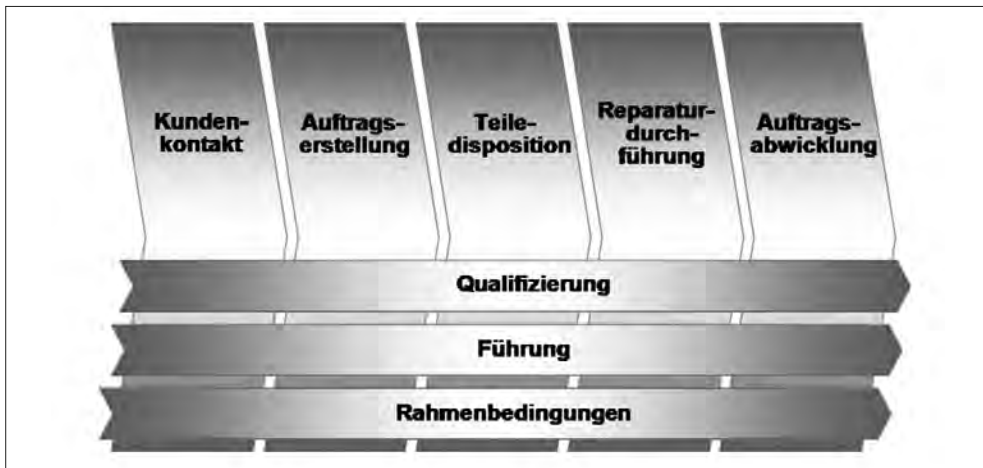 Kunden-
kontakt
Auftrags-
erstellung
Teile-
disposition
Reparatur-
durch-
führung
Auftrags-
abwicklung
Qualifizierung
Führung
Rahmenbedingungen